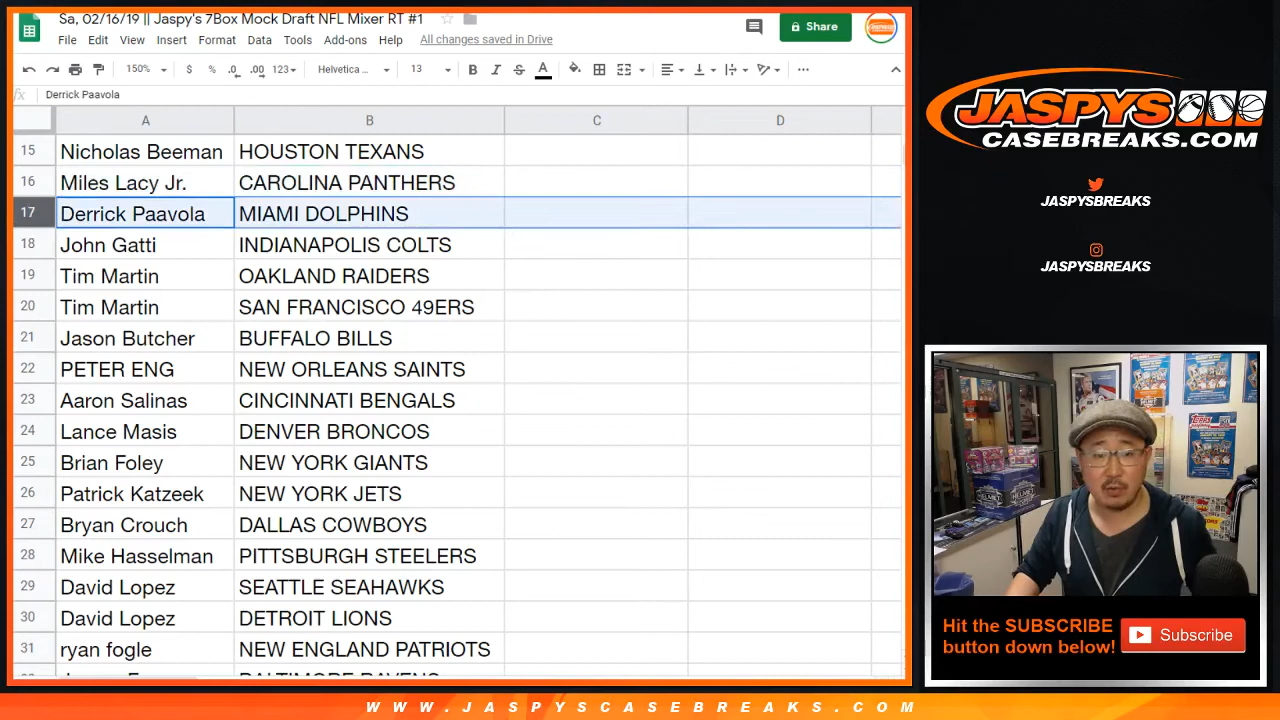 Sa, 02/16/19 || Jaspy's 7Box Mock Draft NFL Mixer RT #1
File Edit View Insert Format Data Tools Add-ons Help All changes saved in Drive
Share
150% $ % .0 .00 123 Helvetica ... 13 B I S A ...
fx Derrick Paavola
A B C D
15 Nicholas Beeman HOUSTON TEXANS
16 Miles Lacy Jr. CAROLINA PANTHERS
17 Derrick Paavola MIAMI DOLPHINS
18 John Gatti INDIANAPOLIS COLTS
19 Tim Martin OAKLAND RAIDERS
20 Tim Martin SAN FRANCISCO 49ERS
21 Jason Butcher BUFFALO BILLS
22 PETER ENG NEW ORLEANS SAINTS
23 Aaron Salinas CINCINNATI BENGALS
24 Lance Masis DENVER BRONCOS
25 Brian Foley NEW YORK GIANTS
26 Patrick Katzeek NEW YORK JETS
27 Bryan Crouch DALLAS COWBOYS
28 Mike Hasselman PITTSBURGH STEELERS
29 David Lopez SEATTLE SEAHAWKS
30 David Lopez DETROIT LIONS
31 ryan fogle NEW ENGLAND PATRIOTS
BALTIMORE RAVENS
JASPYS
CASEBREAKS.COM
JASPYSBREAKS
JASPYSBREAKS
HELMET
HELMET
Hit the SUBSCRIBE
button down below!
Subscribe
WWW.JASPYSCASEBREAKS.COM